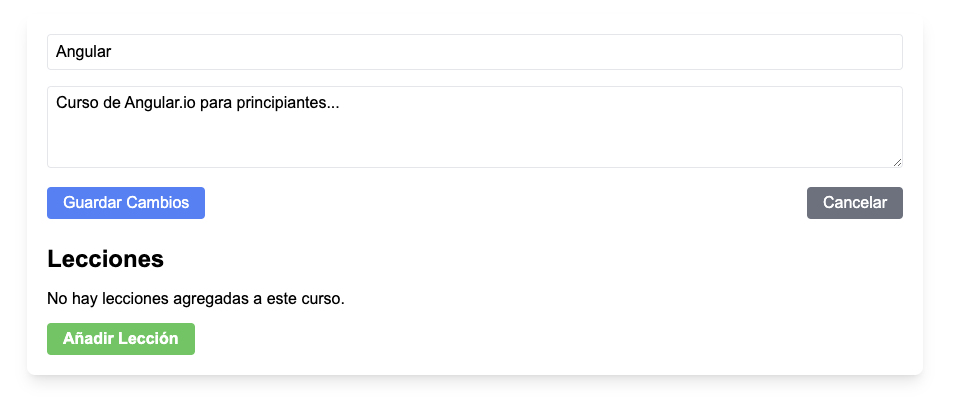 Angular
Curso de Angular.io para principiantes...
Guardar Cambios
Cancelar
Lecciones
No hay lecciones agregadas a este curso.
Añadir Lección